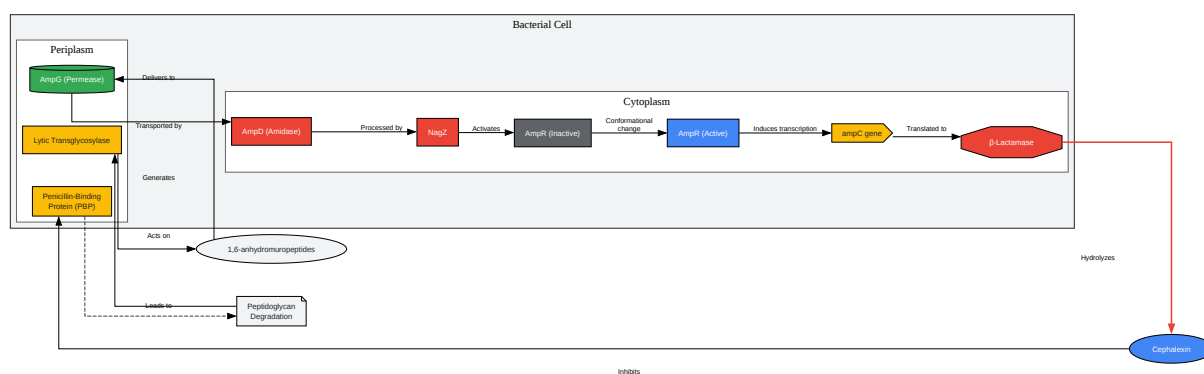 Bacterial Cell
Periplasm
AmpG (Permease)
Delivers to
Cytoplasm
Transported by
Lytic Transglycosylase
AmpD (Amidase)
Processed by
NagZ
Activates
AmpR (Inactive)
Conformational
change
AmpR (Active)
Induces transcription
ampC gene
Translated to
β-Lactamase
Generates
Penicillin-Binding
Protein (PBP)
Acts on
1,6-anhydromuropeptides
Hydrolyzes
Leads to
Peptidoglycan
Degradation
Cephalexin
Inhibits